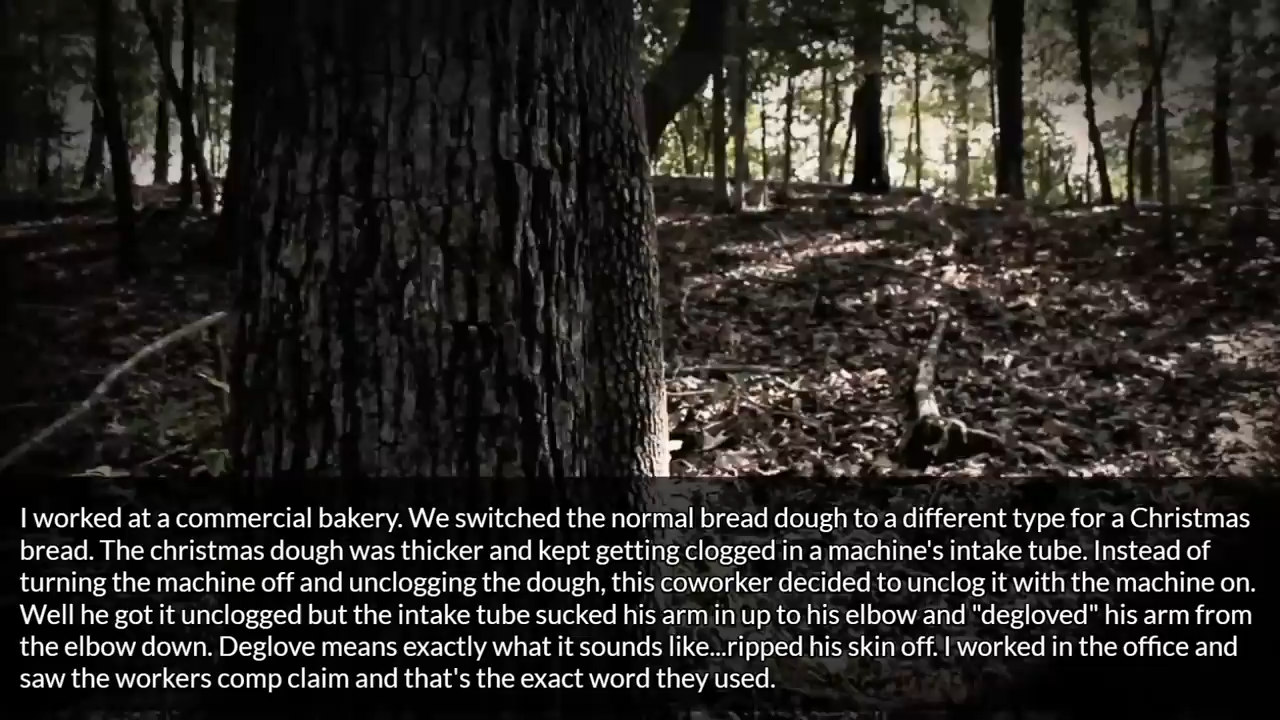 I worked at a commercial bakery. We switched the normal bread dough to a different type for a Christmas
bread. The christmas dough was thicker and kept getting clogged in a machine's intake tube. Instead of
turning the machine off and unclogging the dough, this coworker decided to unclog it with the machine on.
Well he got it unclogged but the intake tube sucked his arm in up to his elbow and "degloved" his arm from
the elbow down. Deglove means exactly what it sounds like...ripped his skin off. I worked in the office and
saw the workers comp claim and that's the exact word they used.